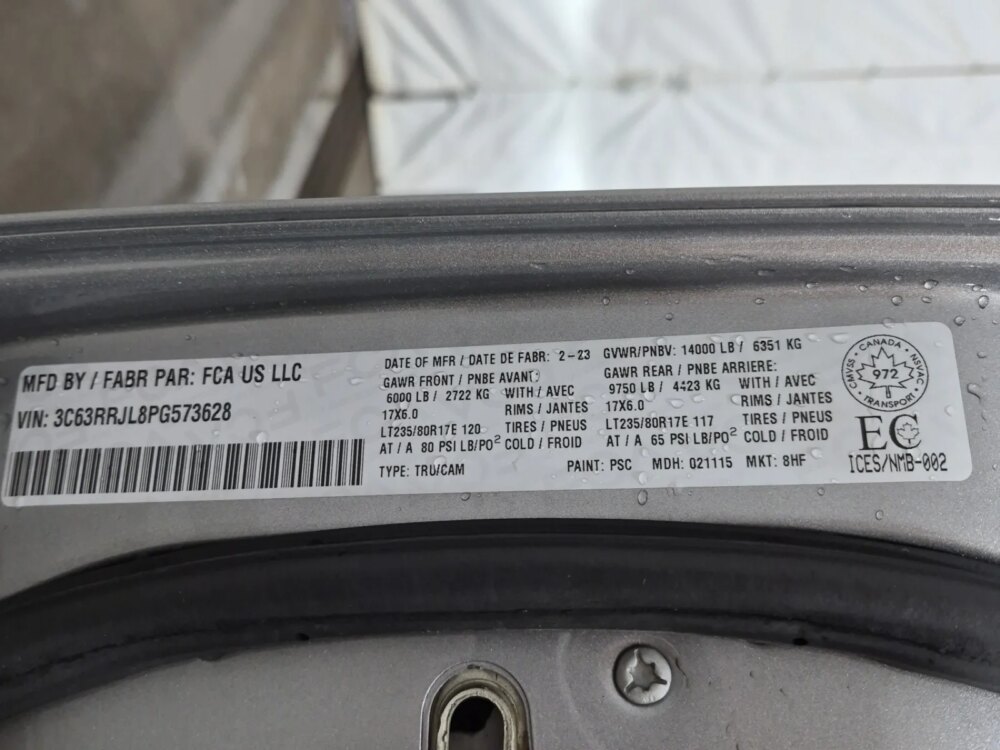 MFD BY / FABR PAR: FCA US LLC
VIN: 3C63RRJL8PG573628
DATE OF MFR / DATE DE FABR: 2-23 GVWR/PNBV: 14000 LB / 6351 KG
GAWR FRONT / PNBE AVANT: GAWR REAR / PNBE ARRIERE:
6000 LB / 2722 KG WITH / AVEC 9750 LB / 4423 KG WITH / AVEC
17X6.0 RIMS / JANTES 17X6.0 RIMS / JANTES
LT235/80R17E 120 TIRES / PNEUS LT235/80R17E 117 TIRES / PNEUS
AT / A 80 PSI LB/PO² COLD / FROID AT / A 65 PSI LB/PO² COLD / FROID
TYPE: TRU/CAM PAINT: PSC MDH: 021115 MKT: 8HF
CANADA
CMVSS 972 NSVAC
TRANSPORT
EC
ICES/NMB-002